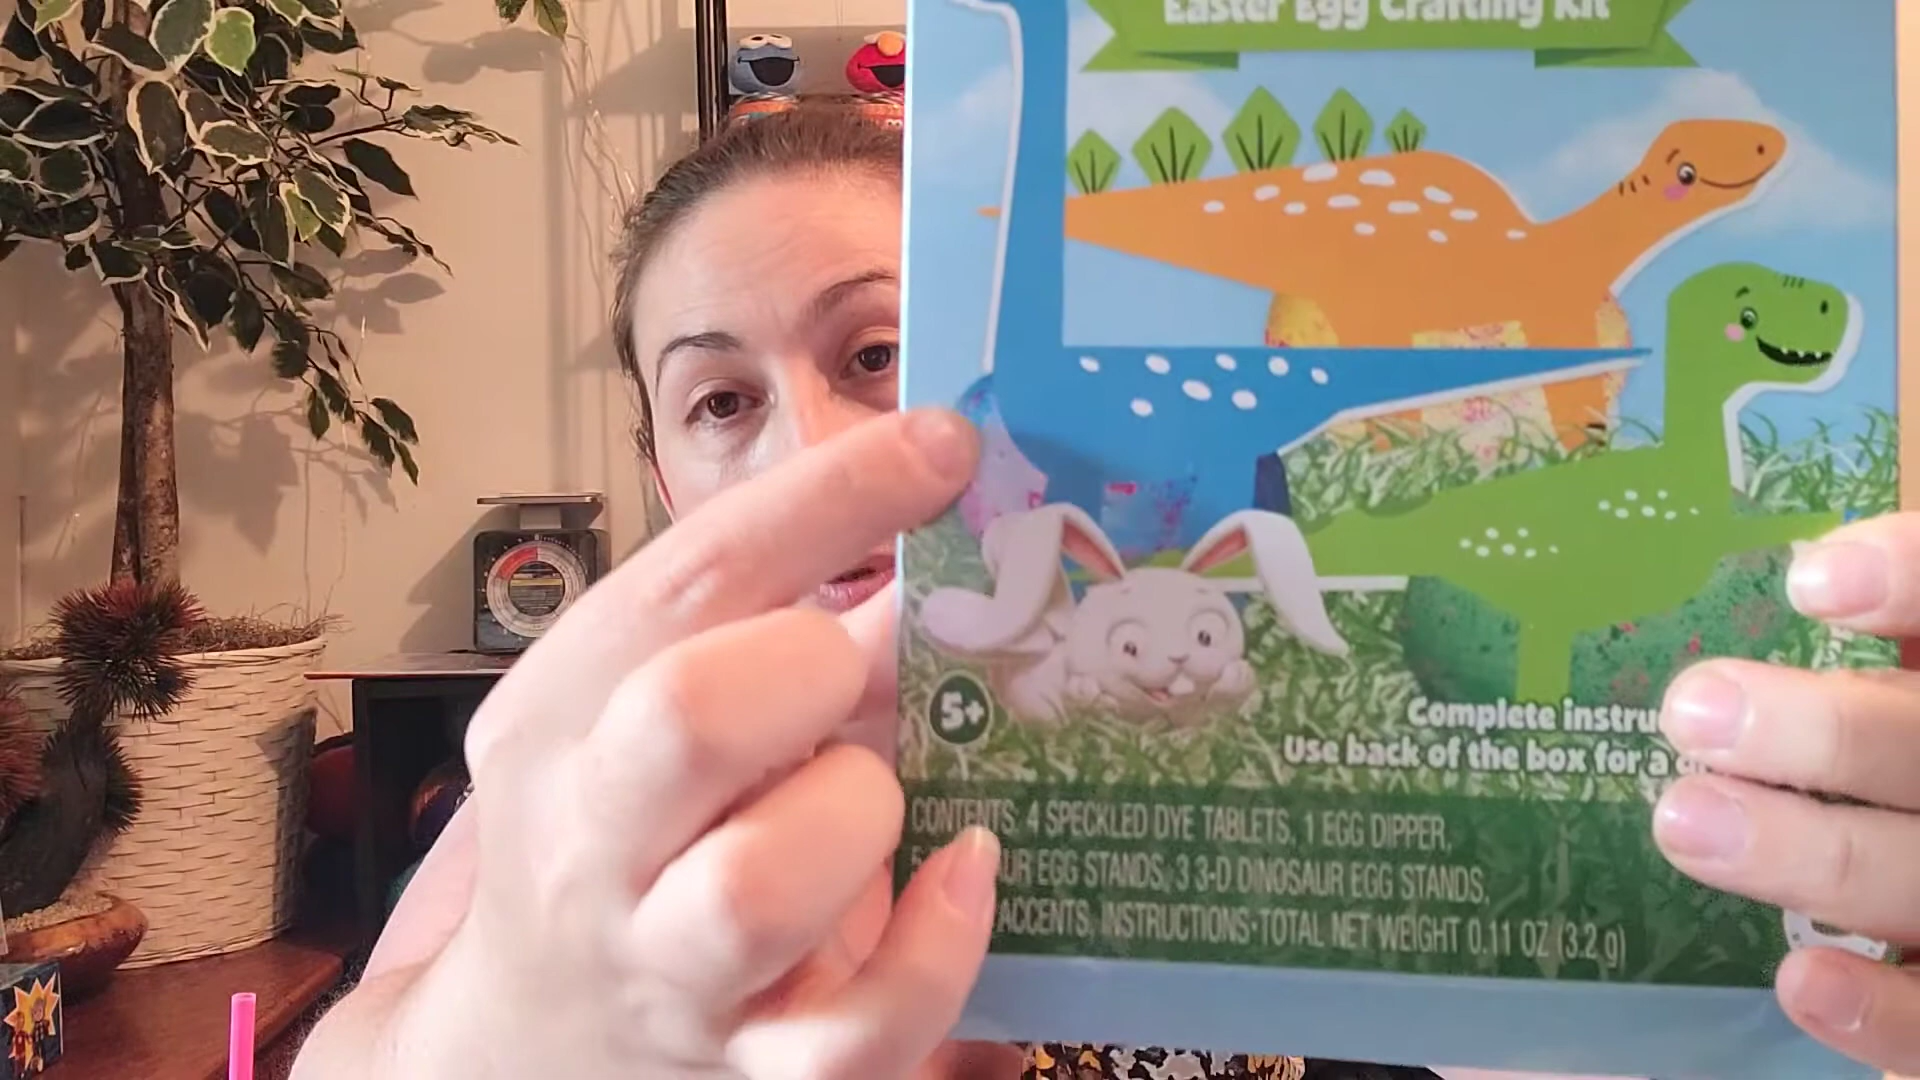 Easter Egg Crafting Kit
5+
Complete instru
Use back of the box for a
CONTENTS: 4 SPECKLED DYE TABLETS, 1 EGG DIPPER,
5 UR EGG STANDS, 3 3-D DINOSAUR EGG STANDS,
ACCENTS, INSTRUCTIONS•TOTAL NET WEIGHT 0.11 OZ (3.2 g)